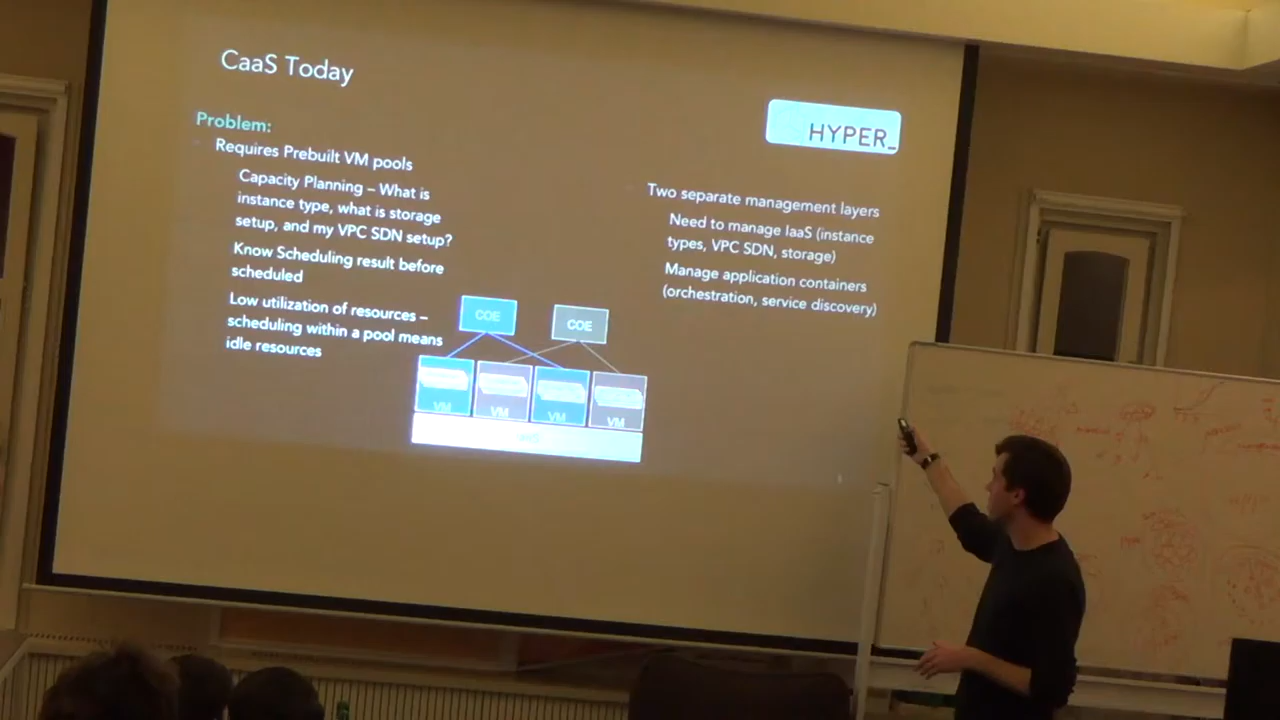 CaaS Today
HYPER_
Problem:
Requires Prebuilt VM pools
Capacity Planning – What is
instance type, what is storage
setup, and my VPC SDN setup?
Know Scheduling result before
scheduled
Low utilization of resources –
scheduling within a pool means
idle resources
Two separate management layers
Need to manage IaaS (instance
types, VPC SDN, storage)
Manage application containers
(orchestration, service discovery)
COE
COE
VM
VM
VM
VM